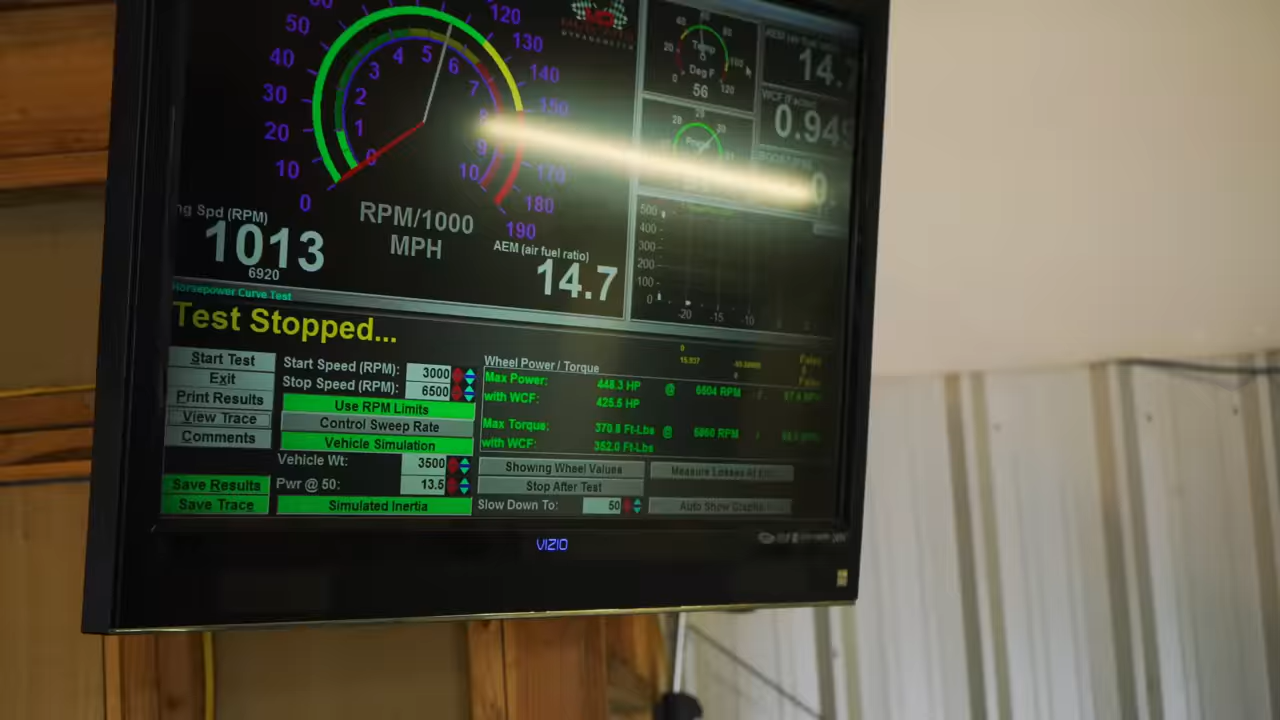 50
40
30
20
10
0
120
130
140
150
170
180
190
0
1
2
3
4
5
6
7
8
9
10
RPM/1000
MPH
ng Spd (RPM)
1013
6920
AEM (air fuel ratio)
14.7
Temp
Deg F
56
14.7
0.949
500
400
300
200
100
0
-20 -15 -10
Horsepower Curve Test
Test Stopped...
Start Test
Exit
Print Results
View Trace
Comments
Save Results
Save Trace
Start Speed (RPM): 3000
Stop Speed (RPM): 6500
Use RPM Limits
Control Sweep Rate
Vehicle Simulation
Vehicle Wt: 3500
Pwr @ 50: 13.5
Simulated Inertia
Wheel Power / Torque
Max Power: 448.3 HP @ 6504 RPM
with WCF: 425.5 HP
Max Torque: 370.8 Ft-Lbs @ 5860 RPM
with WCF: 352.0 Ft-Lbs
Showing Wheel Values
Stop After Test
Slow Down To: 50
Auto Show Graphs
VIZIO